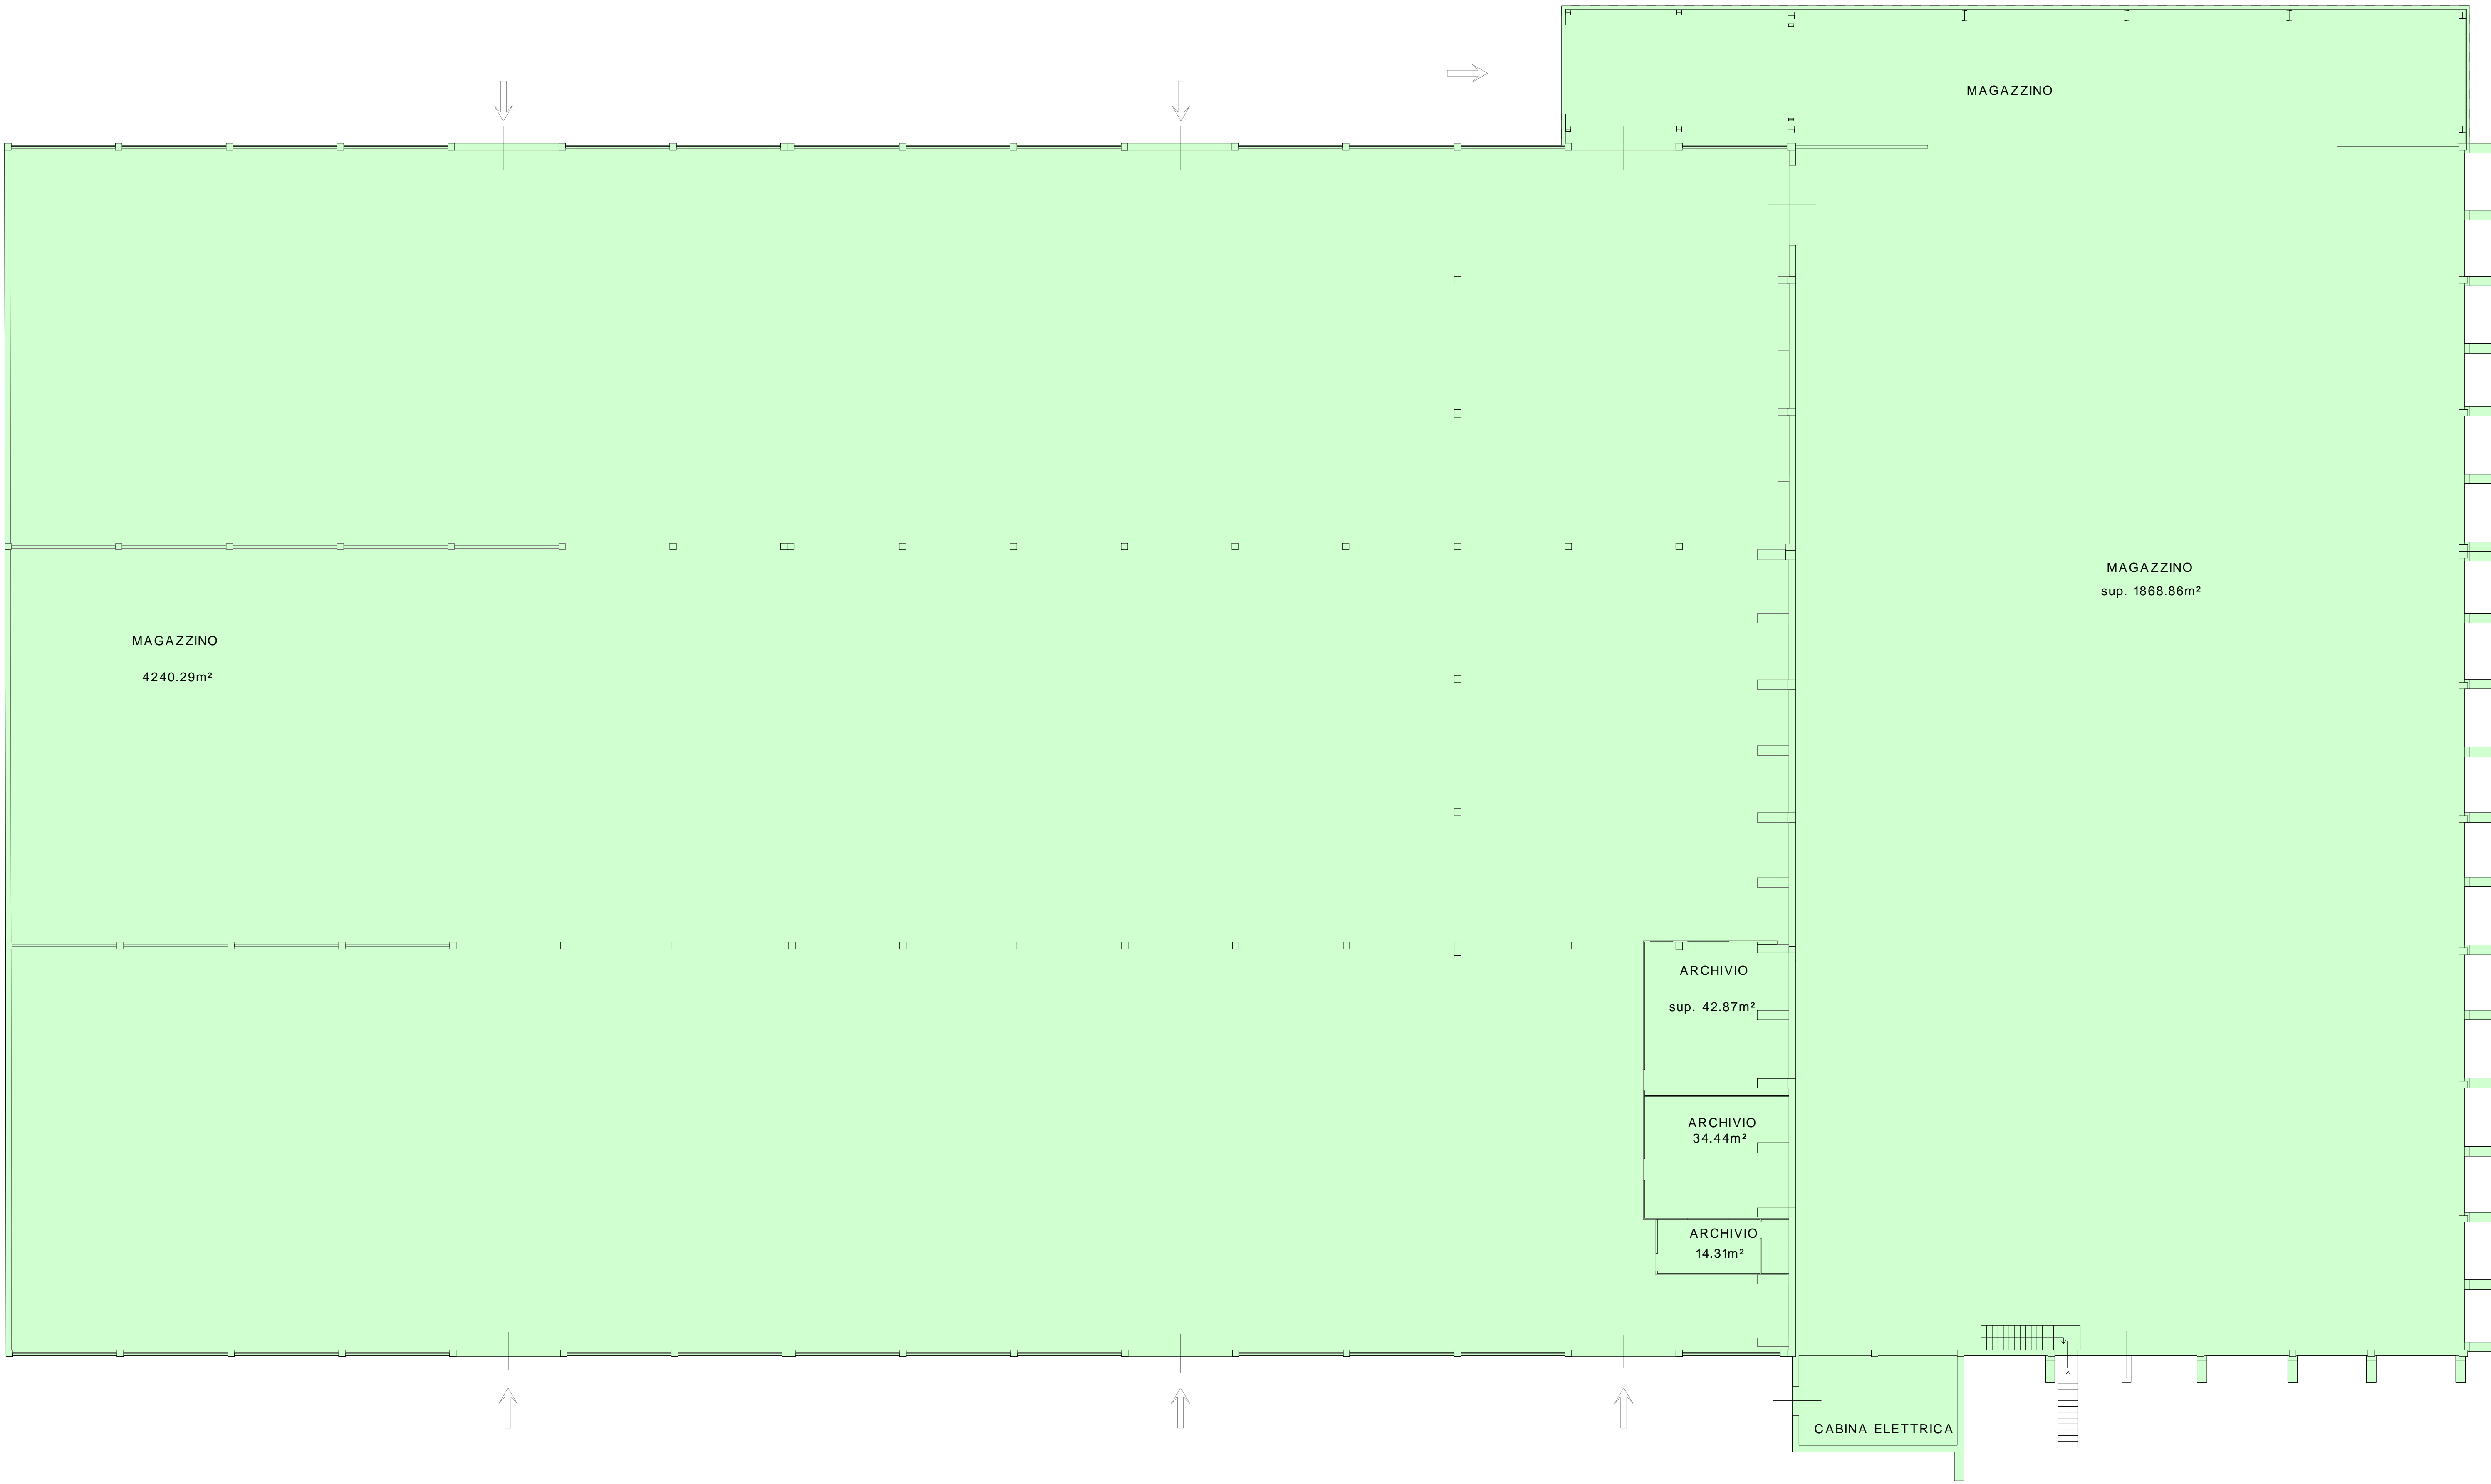 MAGAZZINO
MAGAZZINO
sup. 1868.86m²
MAGAZZINO
4240.29m²
ARCHIVIO
sup. 42.87m²
ARCHIVIO
34.44m²
ARCHIVIO
14.31m²
CABINA ELETTRICA